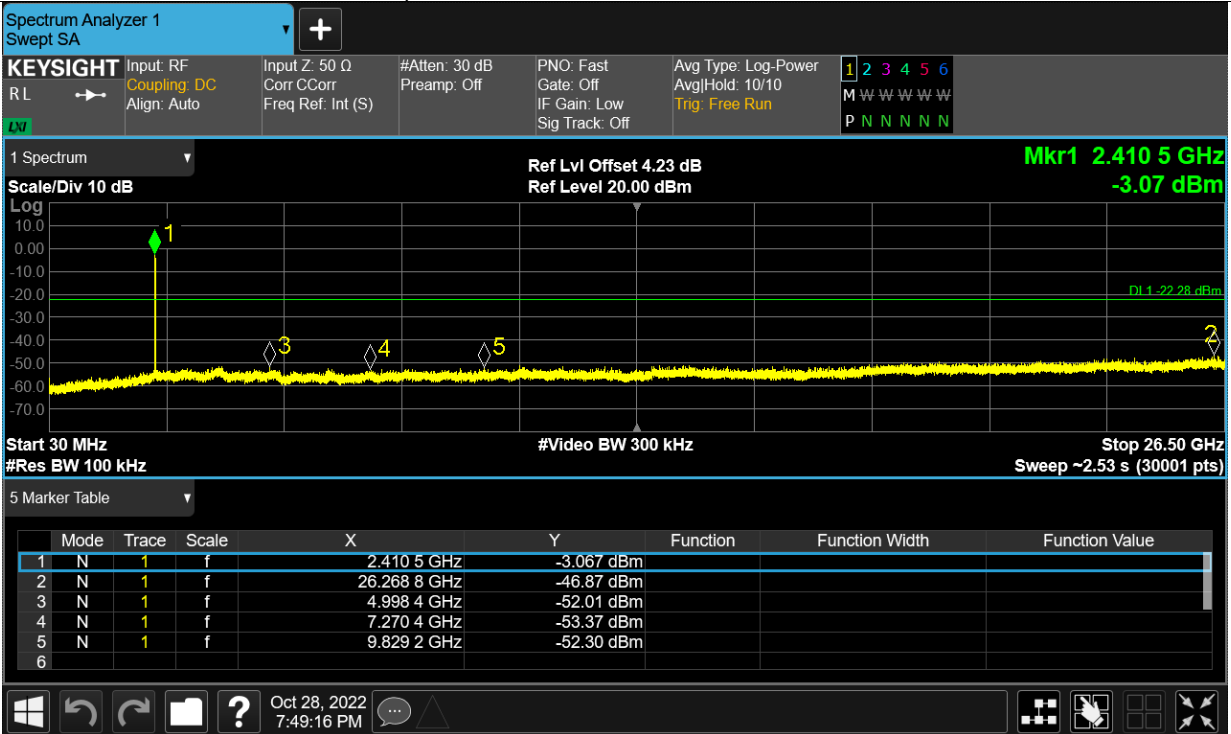 Spectrum Analyzer 1
Swept SA
+
KEYSIGHT Input: RF Input Z: 50 Ω #Atten: 30 dB PNO: Fast Avg Type: Log-Power 1 2 3 4 5 6
R L Coupling: DC Corr CCorr Preamp: Off Gate: Off Avg|Hold: 10/10 M W W W W W W
Align: Auto Freq Ref: Int (S) IF Gain: Low Trig: Free Run
LXI Sig Track: Off P N N N N N N
1 Spectrum Ref Lvl Offset 4.23 dB Mkr1 2.410 5 GHz
Scale/Div 10 dB Ref Level 20.00 dBm -3.07 dBm
Log
10.0 1
0.00
-10.0
-20.0 DL1 -22.28 dBm
-30.0
-40.0 3 4 5 2
-50.0
-60.0
-70.0
Start 30 MHz #Video BW 300 kHz Stop 26.50 GHz
#Res BW 100 kHz Sweep ~2.53 s (30001 pts)
5 Marker Table
Mode Trace Scale X Y Function Function Width Function Value
1 N 1 f 2.410 5 GHz -3.067 dBm
2 N 1 f 26.268 8 GHz -46.87 dBm
3 N 1 f 4.998 4 GHz -52.01 dBm
4 N 1 f 7.270 4 GHz -53.37 dBm
5 N 1 f 9.829 2 GHz -52.30 dBm
6
? Oct 28, 2022
7:49:16 PM